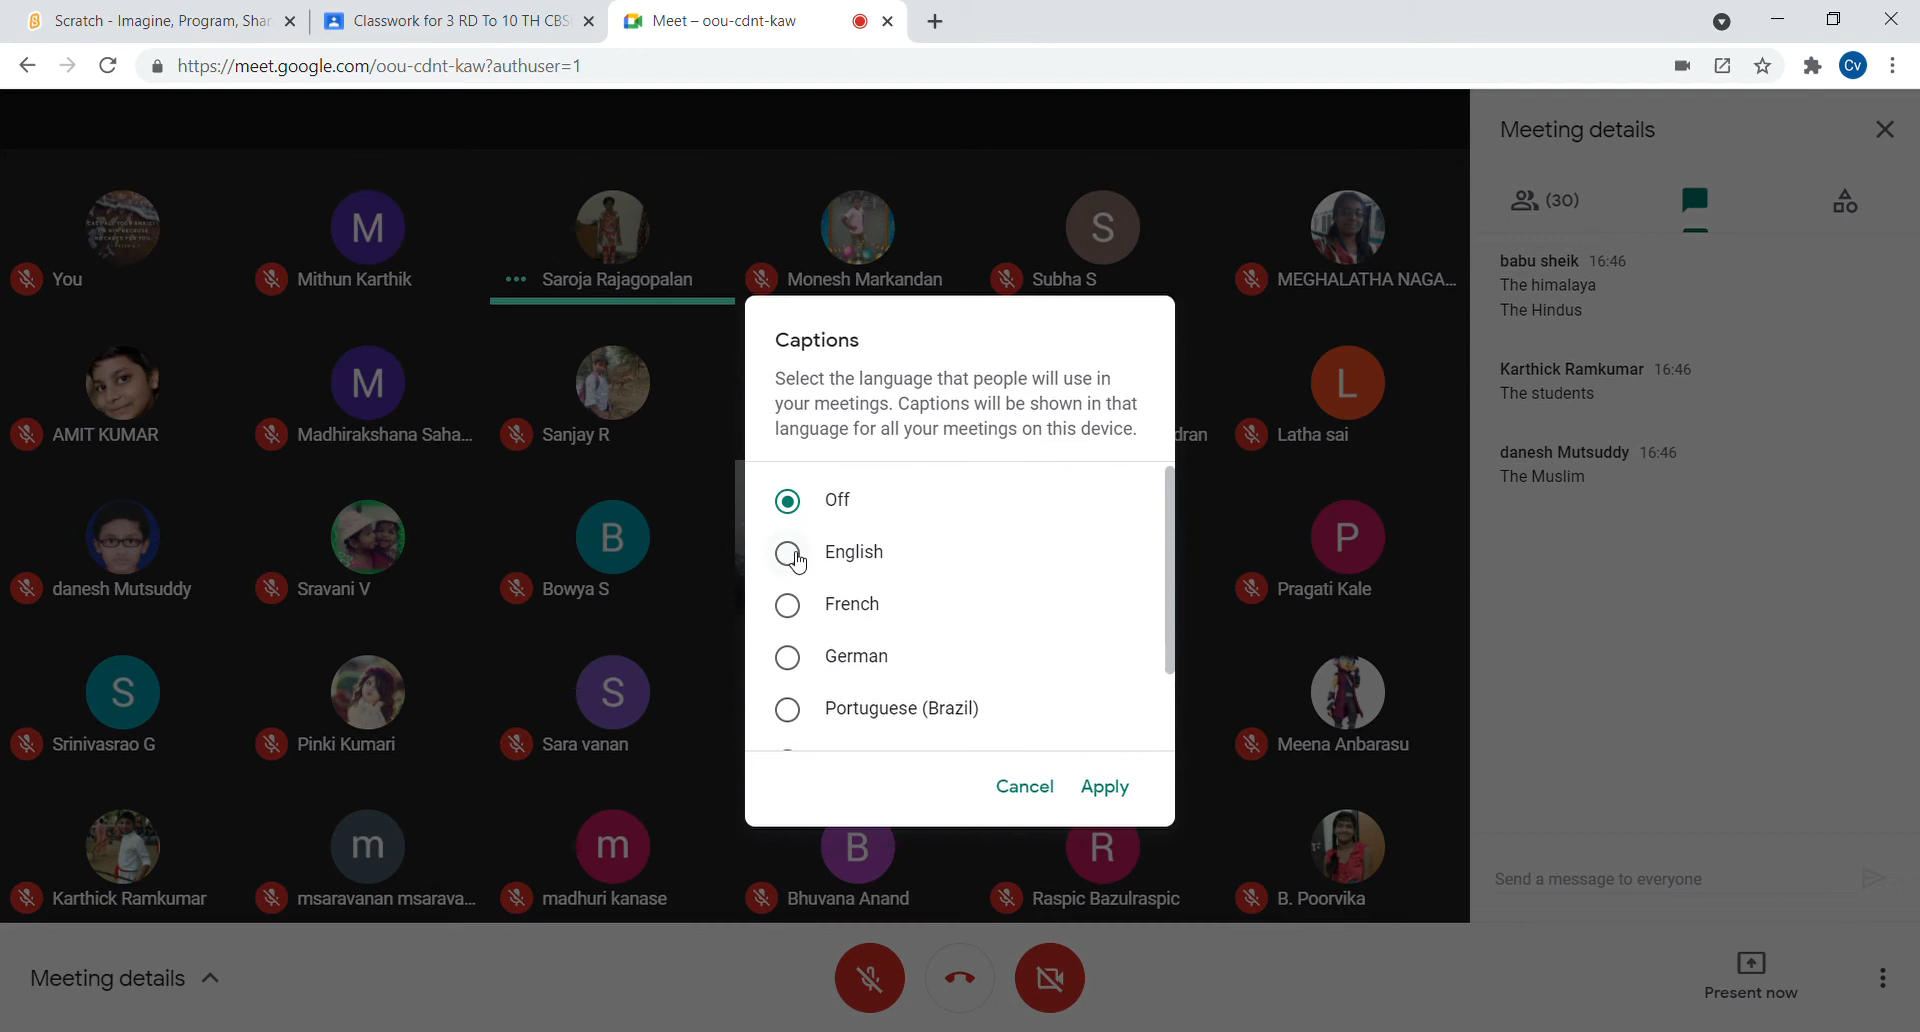 Scratch - Imagine, Program, Shar
Classwork for 3 RD To 10 TH CBS
Meet – oou-cdnt-kaw
https://meet.google.com/oou-cdnt-kaw?authuser=1
Cv
Meeting details
(30)
M
S
You
Mithun Karthik
Saroja Rajagopalan
Monesh Markandan
Subha S
MEGHALATHA NAGA...
babu sheik 16:46
The himalaya
The Hindus
Karthick Ramkumar 16:46
The students
danesh Mutsuddy 16:46
The Muslim
Captions
Select the language that people will use in
your meetings. Captions will be shown in that
language for all your meetings on this device.
Off
English
French
German
Portuguese (Brazil)
Cancel
Apply
M
L
AMIT KUMAR
Madhirakshana Saha...
Sanjay R
dran
Latha sai
B
P
danesh Mutsuddy
Sravani V
Bowya S
Pragati Kale
S
S
Srinivasrao G
Pinki Kumari
Sara vanan
Meena Anbarasu
m
m
B
R
Karthick Ramkumar
msaravanan msarava...
madhuri kanase
Bhuvana Anand
Raspic Bazulraspic
B. Poorvika
Send a message to everyone
Meeting details
Present now